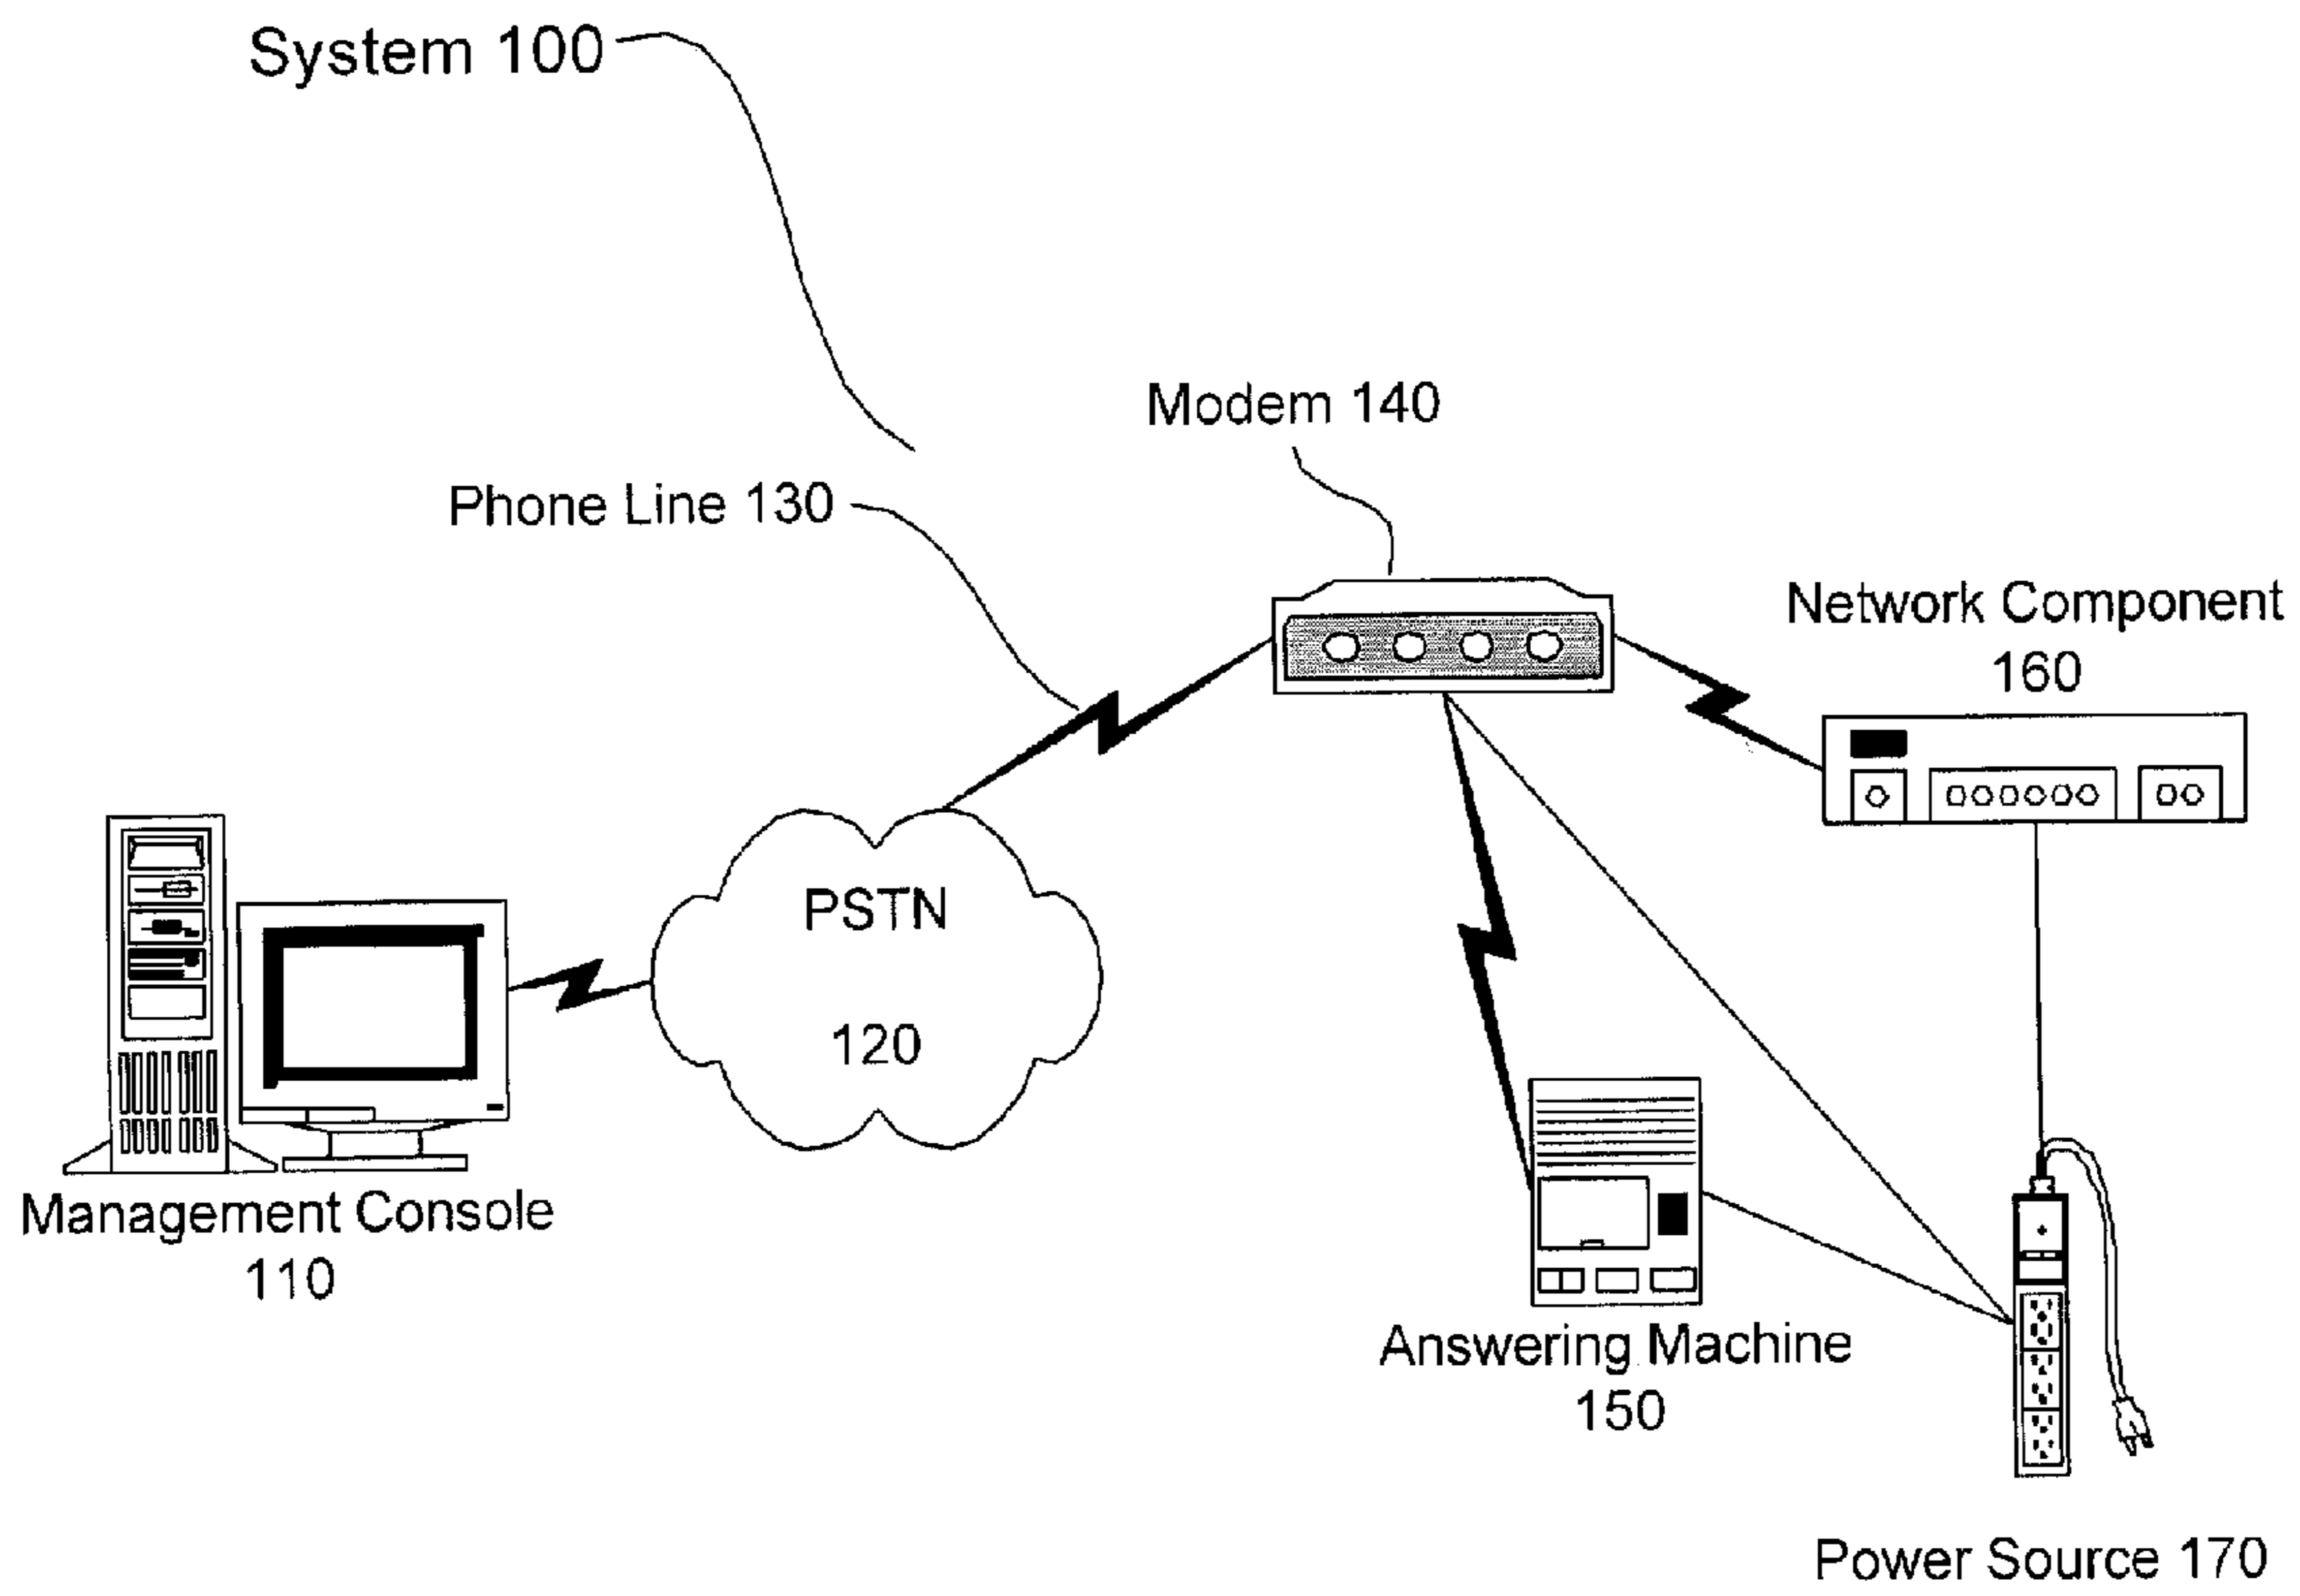 System 100
Modem 140
Phone Line 130
Network Component
160
PSTN
120
Management Console
110
Answering Machine
150
Power Source 170